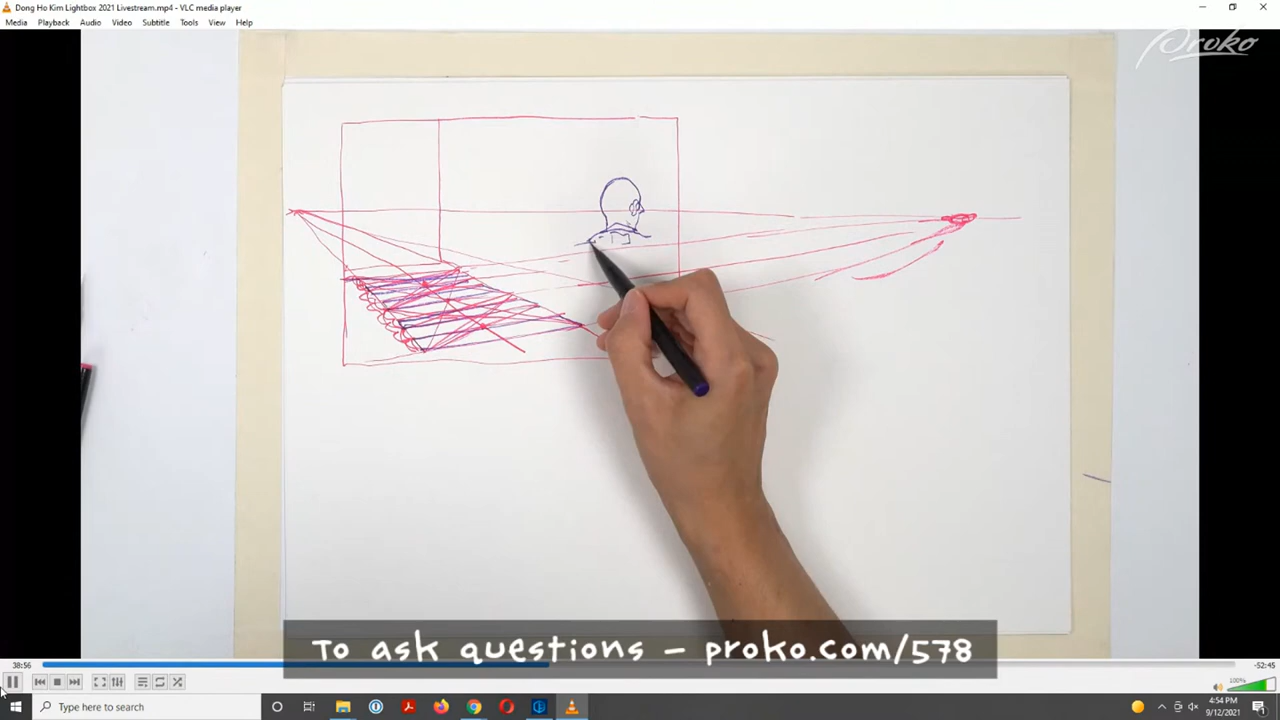 Dong Ho Kim Lightbox 2021 Livestream.mp4 - VLC media player
Media Playback Audio Video Subtitle Tools View Help
Proko
To ask questions – proko.com/578
38:56
-52:45
100%
Type here to search
4:54 PM
9/12/2021
1